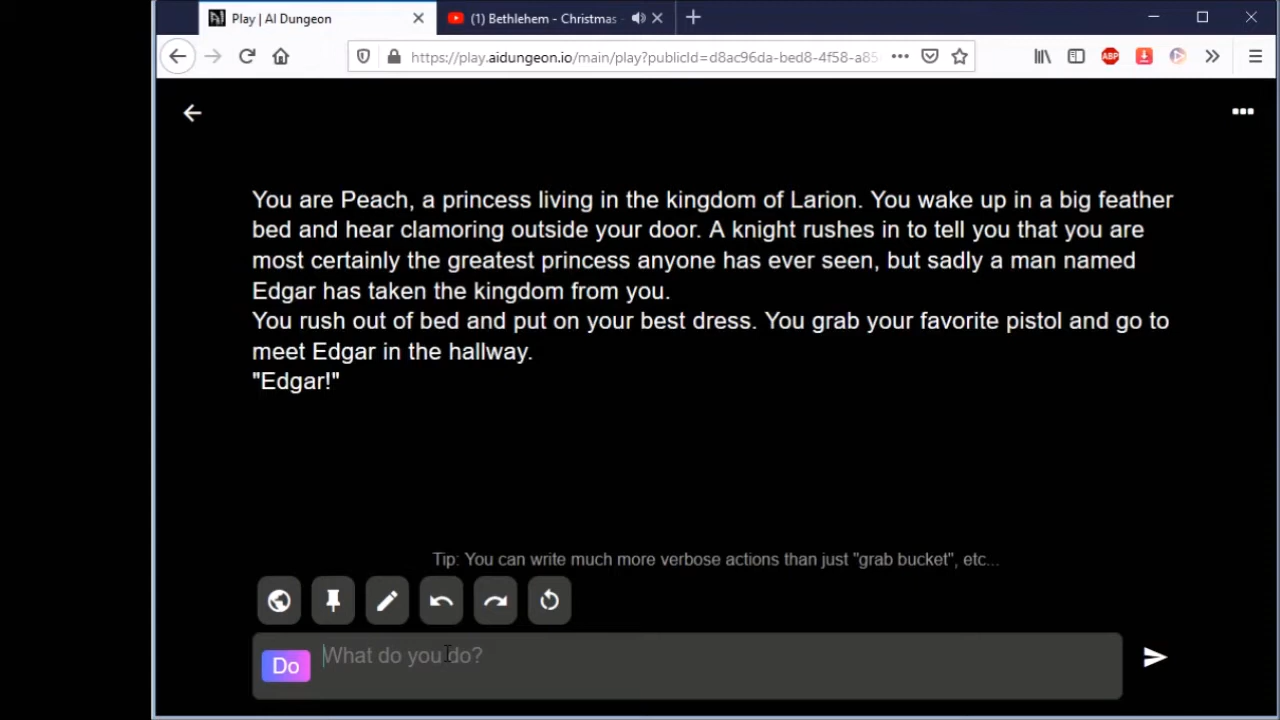 Play | AI Dungeon
(1) Bethlehem - Christmas
https://play.aidungeon.io/main/play?publicId=d8ac96da-bed8-4f58-a85
ABP
You are Peach, a princess living in the kingdom of Larion. You wake up in a big feather
bed and hear clamoring outside your door. A knight rushes in to tell you that you are
most certainly the greatest princess anyone has ever seen, but sadly a man named
Edgar has taken the kingdom from you.
You rush out of bed and put on your best dress. You grab your favorite pistol and go to
meet Edgar in the hallway.
"Edgar!"
Tip: You can write much more verbose actions than just "grab bucket", etc...
Do What do you do?